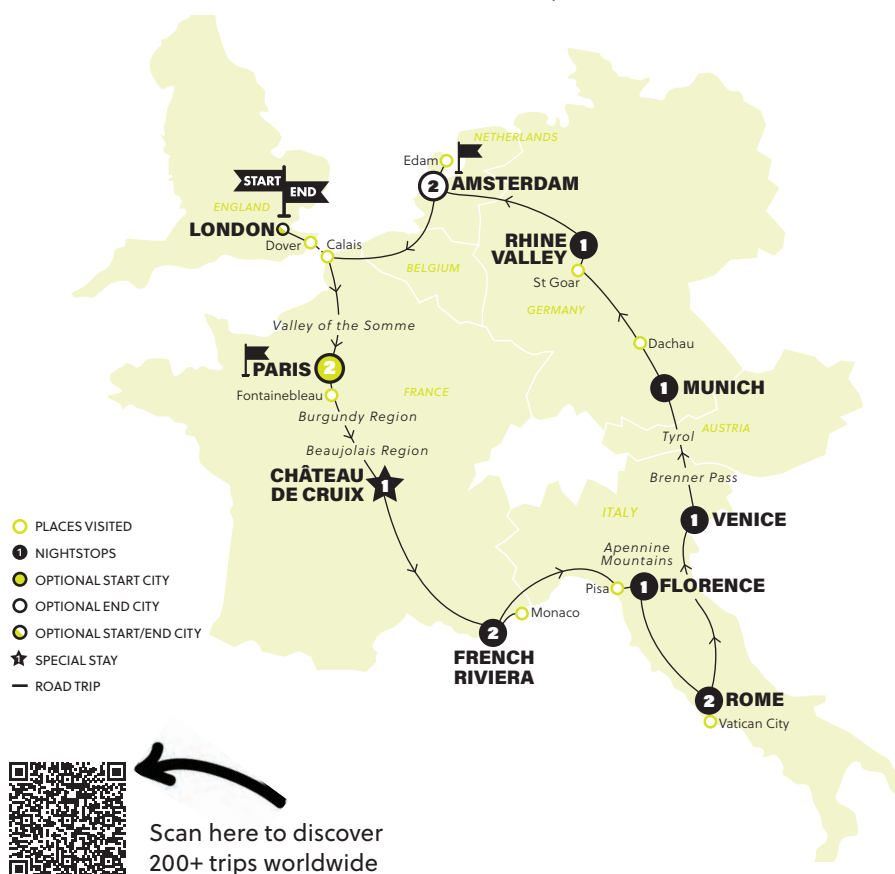 NETHERLANDS
Edam
2
AMSTERDAM
START
END
ENGLAND
LONDON
Dover
Calais
RHINE
VALLEY
1
BELGIUM
St Goar
GERMANY
Valley of the Somme
Dachau
PARIS
2
Fontainebleau
FRANCE
1
MUNICH
Burgundy Region
Tyrol
AUSTRIA
Beaujolais Region
Brenner Pass
CHÂTEAU
DE CRUIX
1
ITALY
1
VENICE
Apennine
Mountains
Pisa
1
FLORENCE
Monaco
2
FRENCH
RIVIERA
2
ROME
Vatican City
PLACES VISITED
1 NIGHTSTOPS
OPTIONAL START CITY
OPTIONAL END CITY
OPTIONAL START/END CITY
1 SPECIAL STAY
ROAD TRIP
Scan here to discover
200+ trips worldwide